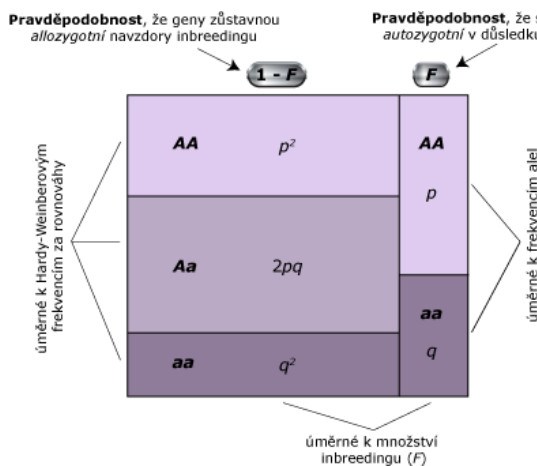 Pravděpodobnost, že geny zůstavnou
allozygotní navzdory inbreedingu
Pravděpodobnost, že s
autozygotní v důsledku
1 - F
F
AA p²
AA
p
Aa 2pq
aa q²
aa
q
úměrné k Hardy-Weinberovým
frekvencím za rovnováhy
úměrné k frekvencím alel
úměrné k množství
inbreedingu (F)